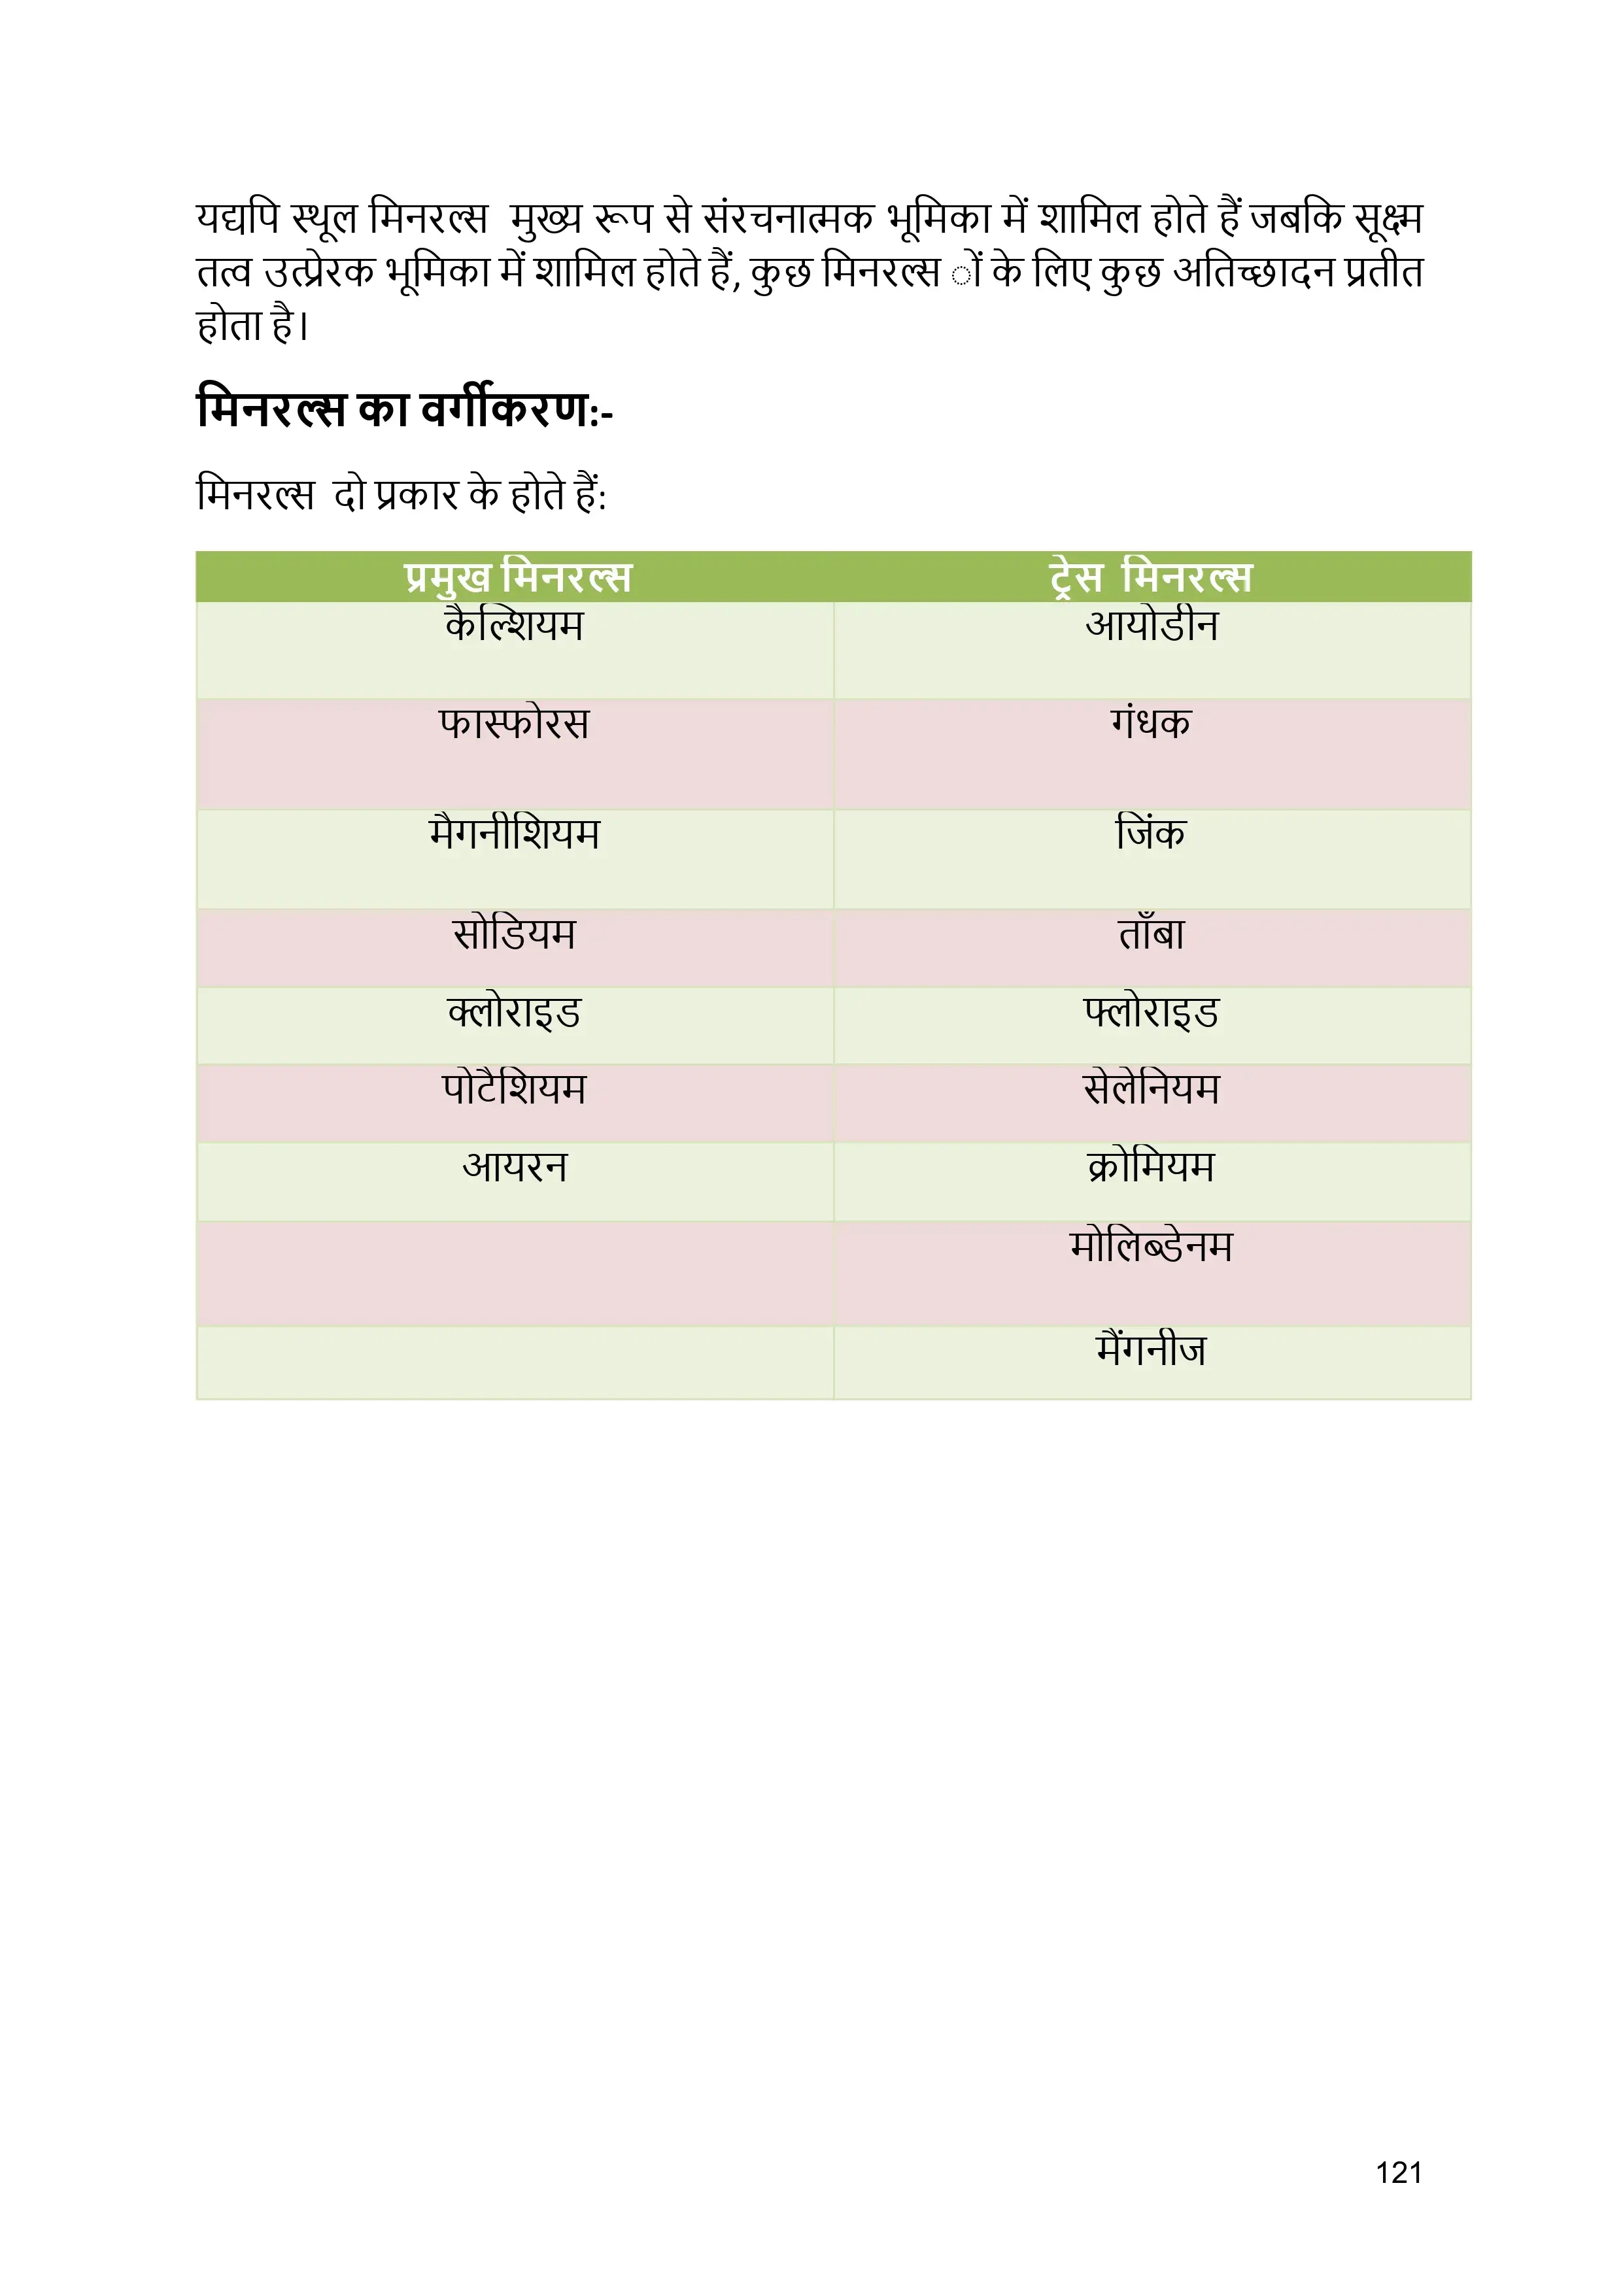 यद्यपि स्थूल मिनरल्स  मुख्य रूप से संरचनात्मक भूमिका में शामिल होते हैं जबकि सूक्ष्म
तत्व उत्प्रेरक भूमिका में शामिल होते हैं, कुछ मिनरल्स ों के लिए कुछ अतिच्छादन प्रतीत
होता है।
मिनरल्स का वर्गीकरण:-
मिनरल्स  दो प्रकार के होते हैं:
प्रमुख मिनरल्स ट्रेस  मिनरल्स
कैल्शियम आयोडीन
फास्फोरस गंधक
मैगनीशियम जिंक
सोडियम ताँबा
क्लोराइड फ्लोराइड
पोटैशियम सेलेनियम
आयरन क्रोमियम
मोलिब्डेनम
मैंगनीज
121